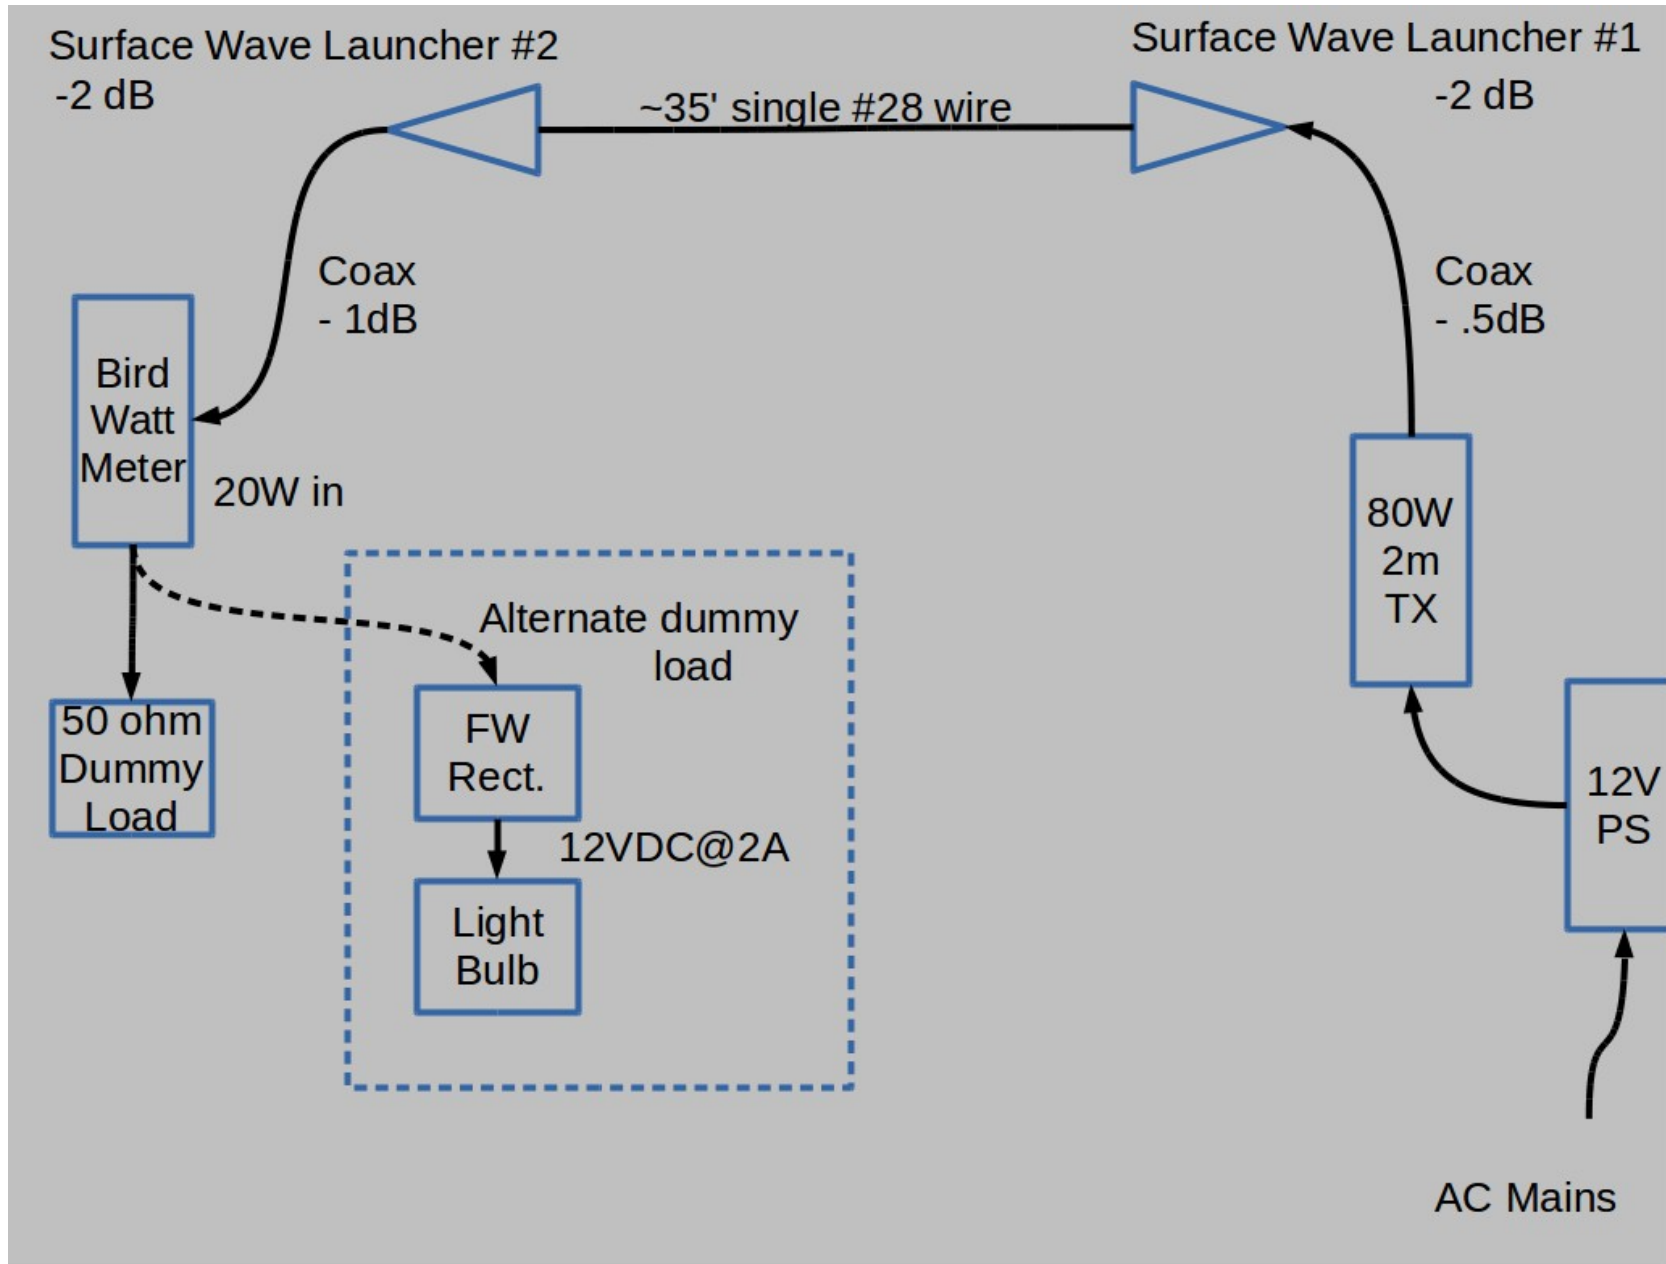 Surface Wave Launcher #2
-2 dB
~35' single #28 wire
Surface Wave Launcher #1
-2 dB
Coax
- 1dB
Coax
- .5dB
Bird
Watt
Meter
20W in
80W
2m
TX
Alternate dummy
load
50 ohm
Dummy
Load
FW
Rect.
12VDC@2A
Light
Bulb
12V
PS
AC Mains